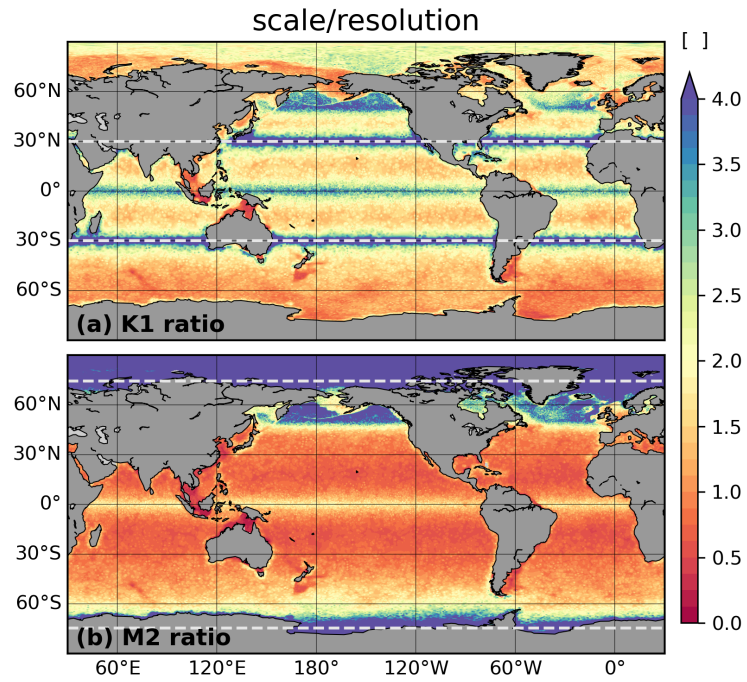 scale/resolution
[ ]
60°N
30°N
0°
30°S
60°S
(a) K1 ratio
60°N
30°N
0°
30°S
60°S
(b) M2 ratio
60°E 120°E 180° 120°W 60°W 0°
4.0
3.5
3.0
2.5
2.0
1.5
1.0
0.5
0.0